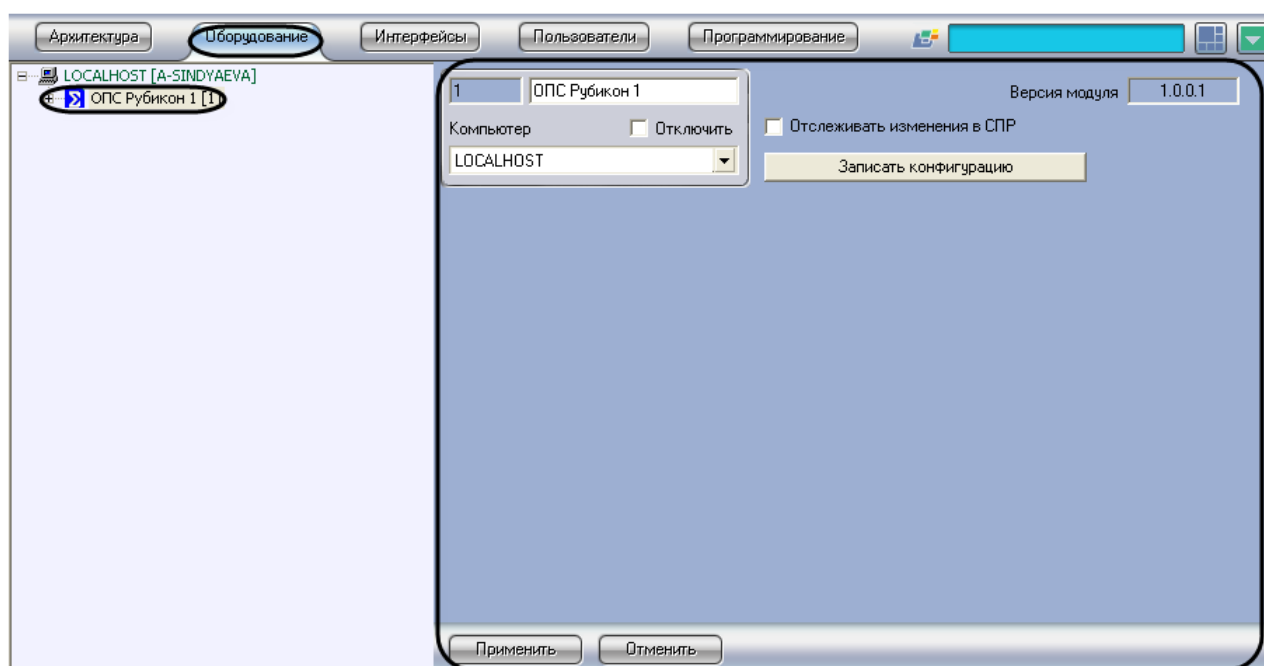 Архитектура Оборудование Интерфейсы Пользователи Программирование
LOCALHOST [A-SINDYAEVA]
ОПС Рубикон 1 [1]
1 ОПС Рубикон 1
Компьютер Отключить
LOCALHOST
Версия модуля 1.0.0.1
Отслеживать изменения в СПР
Записать конфигурацию
Применить Отменить